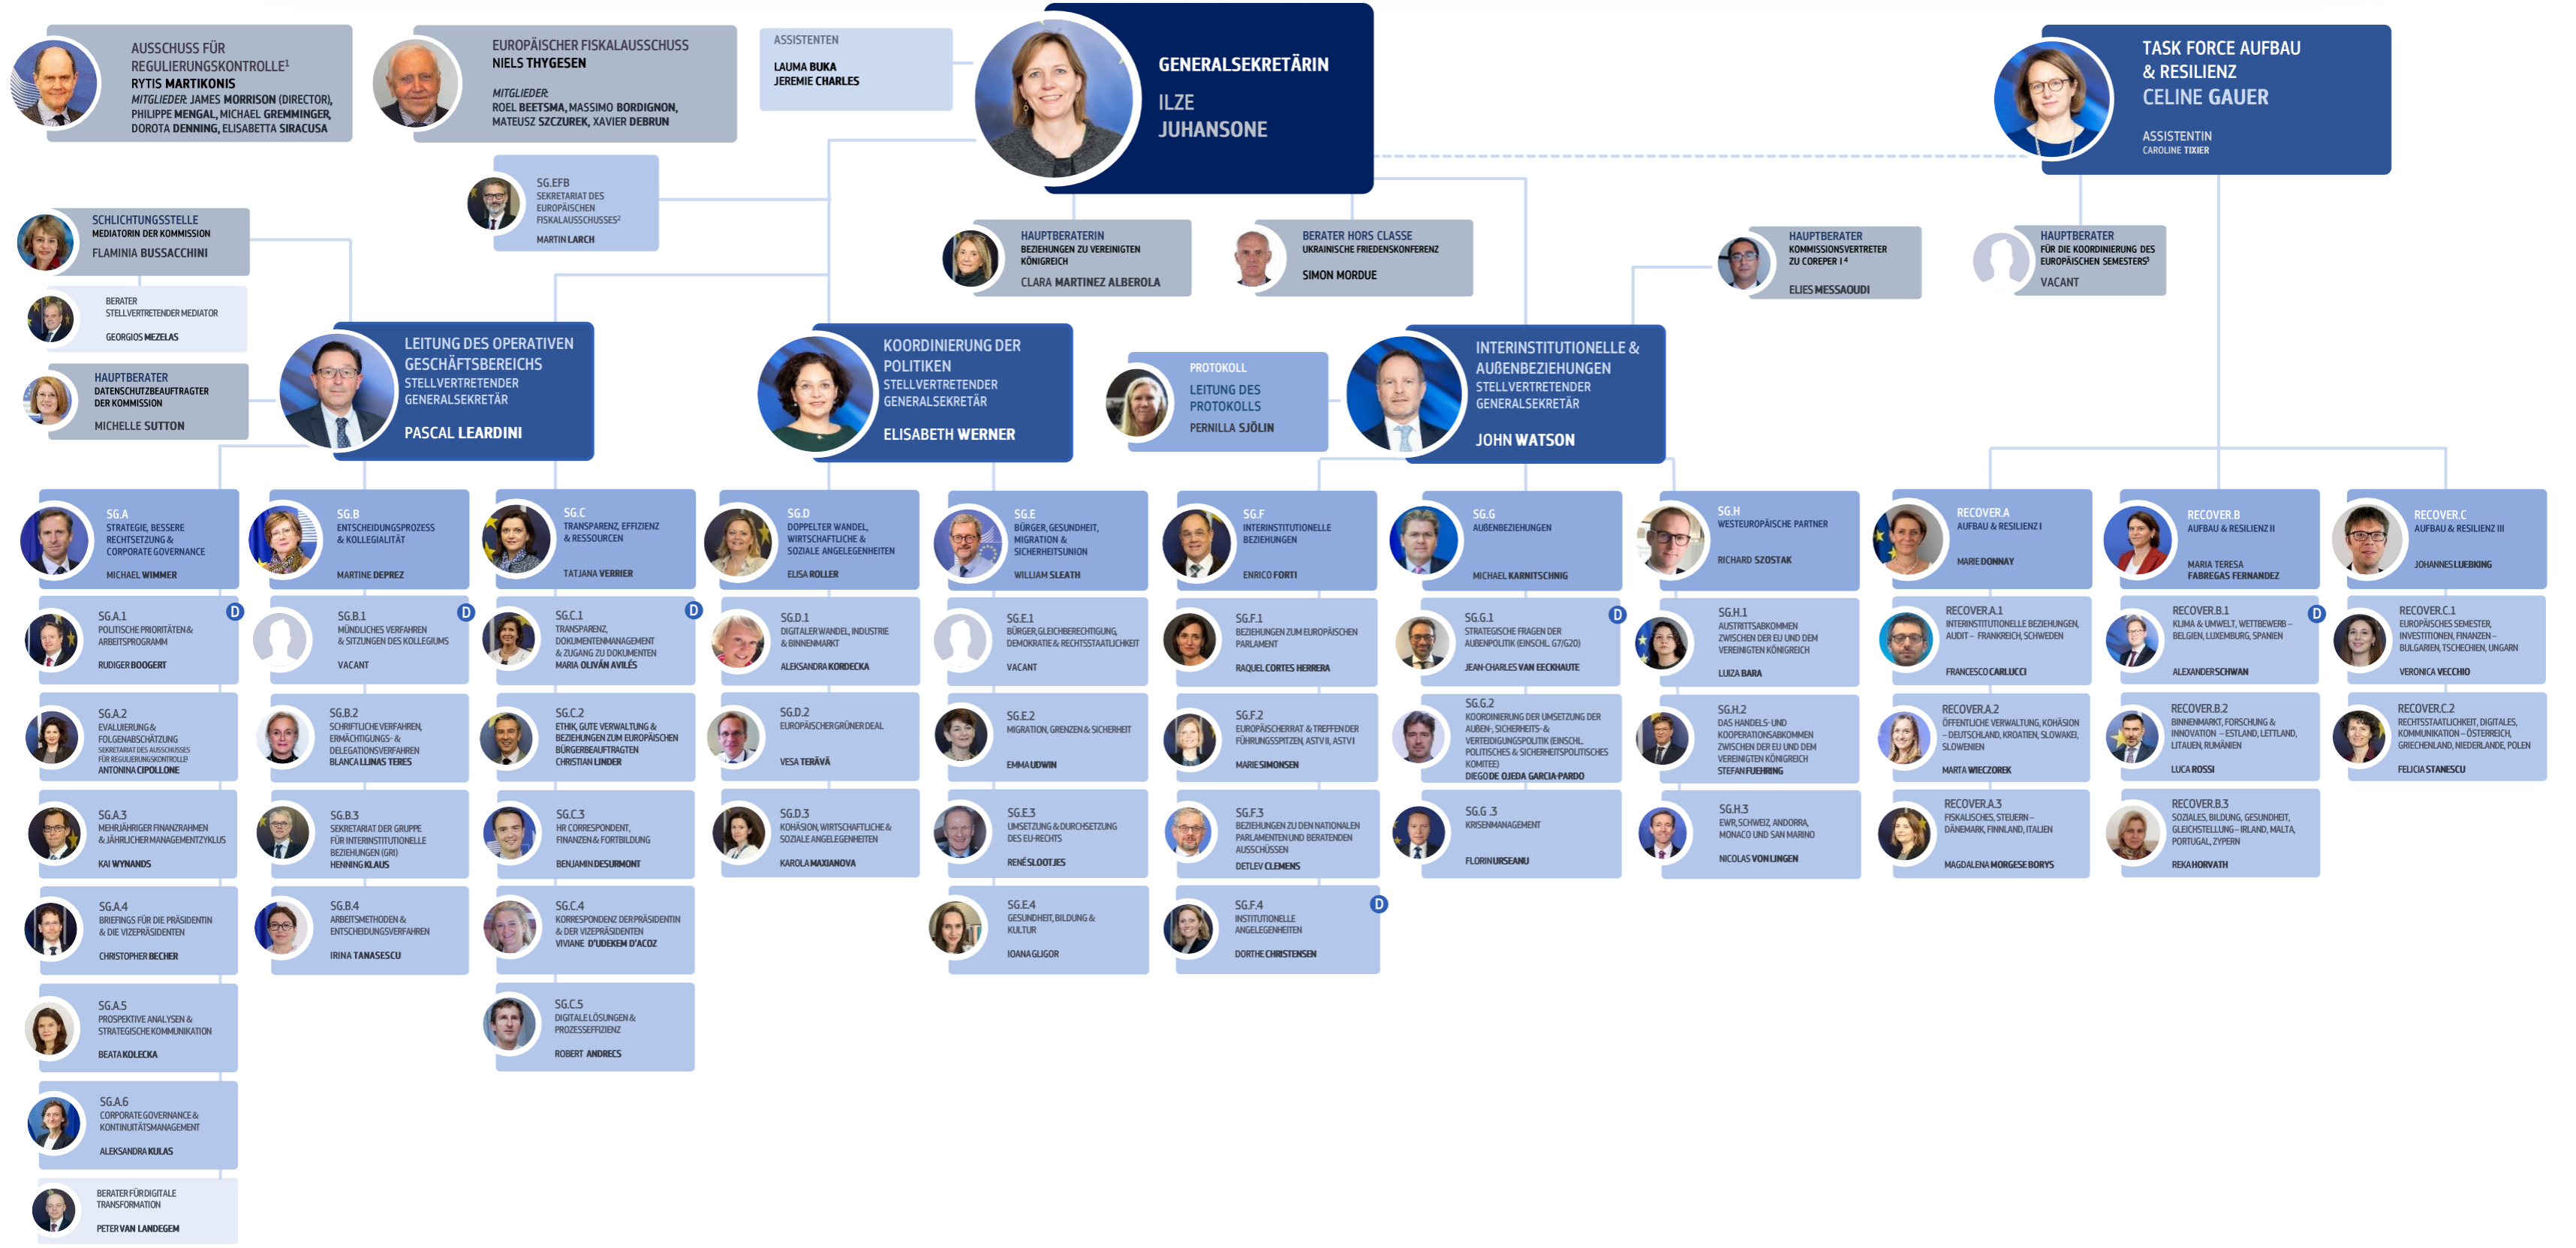 AUSSCHUSS FÜR
REGULIERUNGSKONTROLLE¹
RYTIS MARTIKONIS
MITGLIEDER: JAMES MORRISON (DIRECTOR),
PHILIPPE MENGAL, MICHAEL GREMMINGER,
DOROTA DENNING, ELISABETTA SIRACUSA
EUROPÄISCHER FISKALAUSSCHUSS
NIELS THYGESEN
MITGLIEDER:
ROEL BEETSMA, MASSIMO BORDIGNON,
MATEUSZ SZCZUREK, XAVIER DEBRUN
ASSISTENTEN
LAUMA BUKA
JEREMIE CHARLES
GENERALSEKRETÄRIN
ILZE
JUHANSONE
TASK FORCE AUFBAU
& RESILIENZ
CELINE GAUER
ASSISTENTIN
CAROLINE TIXIER
SG.EFB
SEKRETARIAT DES
EUROPÄISCHEN
FISKALAUSSCHUSSES²
MARTIN LARCH
SCHLICHTUNGSSTELLE
MEDIATORIN DER KOMMISSION
FLAMINIA BUSSACCHINI
BERATER
STELLVERTRETENDER MEDIATOR
GEORGIOS MEZELAS
HAUPTBERATER
DATENSCHUTZBEAUFTRAGTER
DER KOMMISSION
MICHELLE SUTTON
HAUPTBERATERIN
BEZIEHUNGEN ZU VEREINIGTEN
KÖNIGREICH
CLARA MARTINEZ ALBEROLA
BERATER HORS CLASSE
UKRAINISCHE FRIEDENSKONFERENZ
SIMON MORDUE
HAUPTBERATER
KOMMISSIONSVERTRETER
ZU COREPER I ⁴
ELIES MESSAOUDI
HAUPTBERATER
FÜR DIE KOORDINIERUNG DES
EUROPÄISCHEN SEMESTERS⁵
VACANT
LEITUNG DES OPERATIVEN
GESCHÄFTSBEREICHS
STELLVERTRETENDER
GENERALSEKRETÄR
PASCAL LEARDINI
KOORDINIERUNG DER
POLITIKEN
STELLVERTRETENDER
GENERALSEKRETÄR
ELISABETH WERNER
PROTOKOLL
LEITUNG DES
PROTOKOLLS
PERNILLA SJÖLIN
INTERINSTITUTIONELLE &
AUßENBEZIEHUNGEN
STELLVERTRETENDER
GENERALSEKRETÄR
JOHN WATSON
SG.A
STRATEGIE, BESSERE
RECHTSETZUNG &
CORPORATE GOVERNANCE
MICHAEL WIMMER
SG.B
ENTSCHEIDUNGSPROZESS
& KOLLEGIALITÄT
MARTINE DEPREZ
SG.C
TRANSPARENZ, EFFIZIENZ
& RESSOURCEN
TATJANA VERRIER
SG.D
DOPPELTER WANDEL,
WIRTSCHAFTLICHE &
SOZIALE ANGELEGENHEITEN
ELISA ROLLER
SG.E
BÜRGER, GESUNDHEIT,
MIGRATION &
SICHERHEITSUNION
WILLIAM SLEATH
SG.F
INTERINSTITUTIONELLE
BEZIEHUNGEN
ENRICO FORTI
SG.G
AUßENBEZIEHUNGEN
MICHAEL KARNITSCHNIG
SG.H
WESTEUROPÄISCHE PARTNER
RICHARD SZOSTAK
RECOVER.A
AUFBAU & RESILIENZ I
MARIE DONNAY
RECOVER.B
AUFBAU & RESILIENZ II
MARIA TERESA
FABREGAS FERNANDEZ
RECOVER.C
AUFBAU & RESILIENZ III
JOHANNES LUEBKING
SG.A.1
POLITISCHE PRIORITÄTEN &
ARBEITSPROGRAMM
RUDIGER BOOGERT
D
SG.B.1
MÜNDLICHES VERFAHREN
& SITZUNGEN DES KOLLEGIUMS
VACANT
D
SG.C.1
TRANSPARENZ,
DOKUMENTENMANAGEMENT
& ZUGANG ZU DOKUMENTEN
MARIA OLIVÁN AVILÉS
D
SG.D.1
DIGITALER WANDEL, INDUSTRIE
& BINNENMARKT
ALEKSANDRA KORDECKA
SG.E.1
BÜRGER, GLEICHBERECHTIGUNG,
DEMOKRATIE & RECHTSSTAATLICHKEIT
VACANT
SG.F.1
BEZIEHUNGEN ZUM EUROPÄISCHEN
PARLAMENT
RAQUEL CORTES HERRERA
SG.G.1
STRATEGISCHE FRAGEN DER
AUßENPOLITIK (EINSCHL. G7/G20)
JEAN-CHARLES VAN EECKHAUTE
D
SG.H.1
AUSTRITTSABKOMMEN
ZWISCHEN DER EU UND DEM
VEREINIGTEN KÖNIGREICH
LUIZA BARA
RECOVER.A.1
INTERINSTITUTIONELLE BEZIEHUNGEN,
AUDIT – FRANKREICH, SCHWEDEN
FRANCESCO CARLUCCI
RECOVER.B.1
KLIMA & UMWELT, WETTBEWERB –
BELGIEN, LUXEMBURG, SPANIEN
ALEXANDER SCHWAN
D
RECOVER.C.1
EUROPÄISCHES SEMESTER,
INVESTITIONEN, FINANZEN –
BULGARIEN, TSCHECHIEN, UNGARN
VERONICA VECCHIO
SG.A.2
EVALUIERUNG &
FOLGENABSCHÄTZUNG
SEKRETARIAT DES AUSSCHUSSES
FÜR REGULIERUNGSKONTROLLE
ANTONINA CIPOLLONE
SG.B.2
SCHRIFTLICHE VERFAHREN,
ERMÄCHTIGUNGS- &
DELEGATIONSVERFAHREN
BLANCA LLINAS TERES
SG.C.2
ETHIK, GUTE VERWALTUNG &
BEZIEHUNGEN ZUM EUROPÄISCHEN
BÜRGERBEAUFTRAGTEN
CHRISTIAN LINDER
SG.D.2
EUROPÄISCHER GRÜNER DEAL
VESA TERÄVÄ
SG.E.2
MIGRATION, GRENZEN & SICHERHEIT
EMMA UDWIN
SG.F.2
EUROPÄISCHER RAT & TREFFEN DER
FÜHRUNGSSPITZEN, ASTV II, ASTV I
MARIE SIMONSEN
SG.G.2
KOORDINIERUNG DER UMSETZUNG DER
AUßEN-, SICHERHEITS- &
VERTEIDIGUNGSPOLITIK (EINSCHL.
POLITISCHES & SICHERHEITSPOLITISCHES
KOMITEE)
DIEGO DE OJEDA GARCIA-PARDO
SG.H.2
DAS HANDELS- UND
KOOPERATIONSABKOMMEN
ZWISCHEN DER EU UND DEM
VEREINIGTEN KÖNIGREICH
STEFAN FUEHRING
RECOVER.A.2
ÖFFENTLICHE VERWALTUNG, KOHÄSION
– DEUTSCHLAND, KROATIEN, SLOWAKEI,
SLOWENIEN
MARTA WIECZOREK
RECOVER.B.2
BINNENMARKT, FORSCHUNG &
INNOVATION – ESTLAND, LETTLAND,
LITAUEN, RUMÄNIEN
LUCA ROSSI
RECOVER.C.2
RECHTSSTAATLICHKEIT, DIGITALES,
KOMMUNIKATION – ÖSTERREICH,
GRIECHENLAND, NIEDERLANDE, POLEN
FELICIA STANESCU
SG.A.3
MEHRJÄHRIGER FINANZRAHMEN
& JÄHRLICHER MANAGEMENTZYKLUS
KAI WYNANDS
SG.B.3
SEKRETARIAT DER GRUPPE
FÜR INTERINSTITUTIONELLE
BEZIEHUNGEN (GRI)
HENNING KLAUS
SG.C.3
HR CORRESPONDENT,
FINANZEN & FORTBILDUNG
BENJAMIN DESURMONT
SG.D.3
KOHÄSION, WIRTSCHAFTLICHE &
SOZIALE ANGELEGENHEITEN
KAROLA MAXIANOVA
SG.E.3
UMSETZUNG & DURCHSETZUNG
DES EU-RECHTS
RENÉ SLOOTJES
SG.F.3
BEZIEHUNGEN ZU DEN NATIONALEN
PARLAMENTEN UND BERATENDEN
AUSSCHÜSSEN
DETLEV CLEMENS
SG.G .3
KRISENMANAGEMENT
FLORIN URSEANU
SG.H.3
EWR, SCHWEIZ, ANDORRA,
MONACO UND SAN MARINO
NICOLAS VON LINGEN
RECOVER.A.3
FISKALISCHES, STEUERN –
DÄNEMARK, FINNLAND, ITALIEN
MAGDALENA MORGESE BORYS
RECOVER.B.3
SOZIALES, BILDUNG, GESUNDHEIT,
GLEICHSTELLUNG – IRLAND, MALTA,
PORTUGAL, ZYPERN
REKA HORVATH
SG.A.4
BRIEFINGS FÜR DIE PRÄSIDENTIN
& DIE VIZEPRÄSIDENTEN
CHRISTOPHER BECHER
SG.B.4
ARBEITSMETHODEN &
ENTSCHEIDUNGSVERFAHREN
IRINA TANASESCU
SG.C.4
KORRESPONDENZ DER PRÄSIDENTIN
& DER VIZEPRÄSIDENTEN
VIVIANE D'UDEKEM D'ACOZ
SG.E.4
GESUNDHEIT, BILDUNG &
KULTUR
IOANA GLIGOR
SG.F.4
INSTITUTIONELLE
ANGELEGENHEITEN
DORTHE CHRISTENSEN
D
SG.A.5
PROSPEKTIVE ANALYSEN &
STRATEGISCHE KOMMUNIKATION
BEATA KOLECKA
SG.C.5
DIGITALE LÖSUNGEN &
PROZESSEFFIZIENZ
ROBERT ANDRECS
SG.A.6
CORPORATE GOVERNANCE &
KONTINUITÄTSMANAGEMENT
ALEKSANDRA KULAS
BERATER FÜR DIGITALE
TRANSFORMATION
PETER VAN LANDEGEM